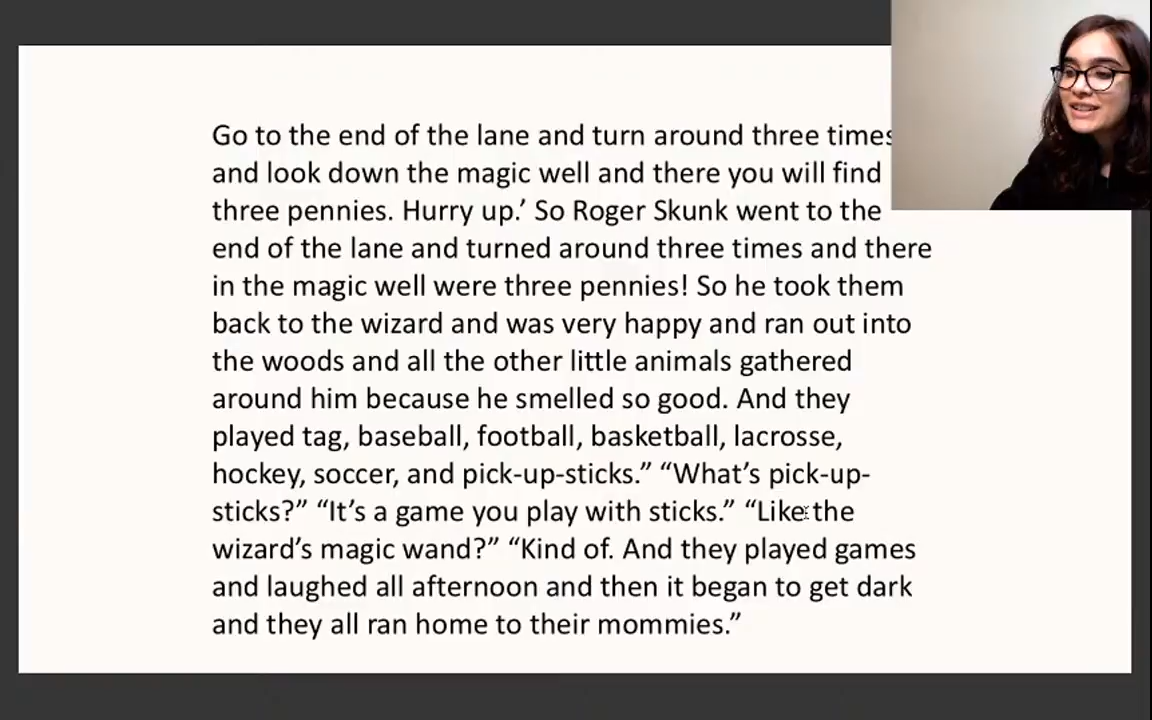 Go to the end of the lane and turn around three times
and look down the magic well and there you will find
three pennies. Hurry up.’ So Roger Skunk went to the
end of the lane and turned around three times and there
in the magic well were three pennies! So he took them
back to the wizard and was very happy and ran out into
the woods and all the other little animals gathered
around him because he smelled so good. And they
played tag, baseball, football, basketball, lacrosse,
hockey, soccer, and pick-up-sticks.” “What’s pick-up-
sticks?” “It’s a game you play with sticks.” “Like the
wizard’s magic wand?” “Kind of. And they played games
and laughed all afternoon and then it began to get dark
and they all ran home to their mommies.”